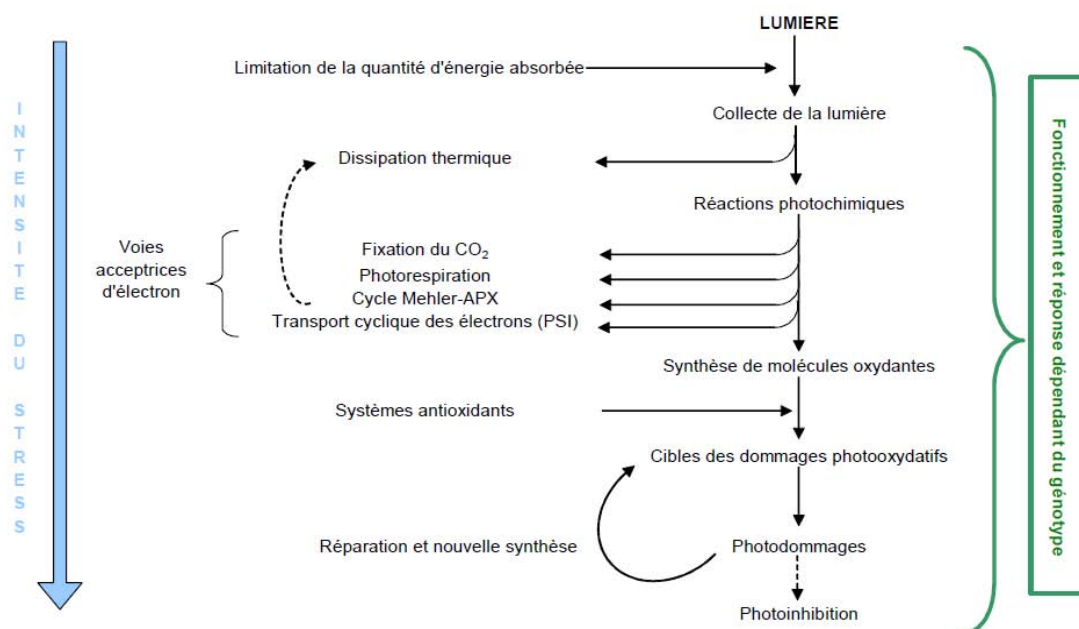 LUMIERE
Limitation de la quantité d'énergie absorbée
Collecte de la lumière
Dissipation thermique
Réactions photochimiques
Voies
acceptrices
d'électron
Fixation du CO₂
Photorespiration
Cycle Mehler-APX
Transport cyclique des électrons (PSI)
Synthèse de molécules oxydantes
Systèmes antioxidants
Cibles des dommages photooxydatifs
Réparation et nouvelle synthèse
Photodommages
Photoinhibition
INTENSITE DU STRESS
Fonctionnement et réponse dépendant du génotype